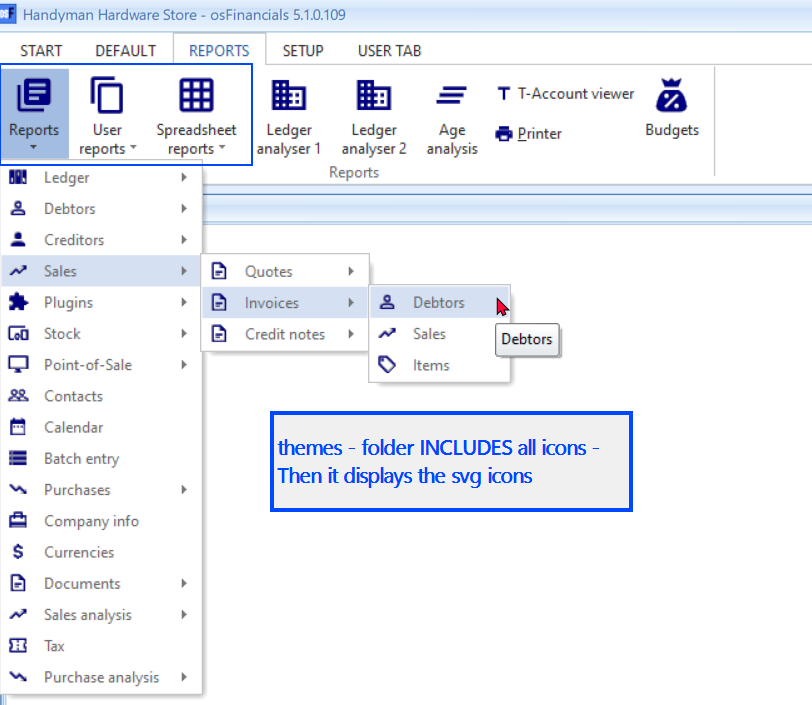 Handyman Hardware Store - osFinancials 5.1.0.109
START DEFAULT REPORTS SETUP USER TAB
Reports
User
reports
Spreadsheet
reports
Ledger
analyser 1
Ledger
analyser 2
Age
analysis
T-Account viewer
Printer
Budgets
Reports
Ledger
Debtors
Creditors
Sales
Plugins
Stock
Point-of-Sale
Contacts
Calendar
Batch entry
Purchases
Company info
Currencies
Documents
Sales analysis
Tax
Purchase analysis
Quotes
Invoices
Credit notes
Debtors
Sales
Items
Debtors
themes - folder INCLUDES all icons -
Then it displays the svg icons